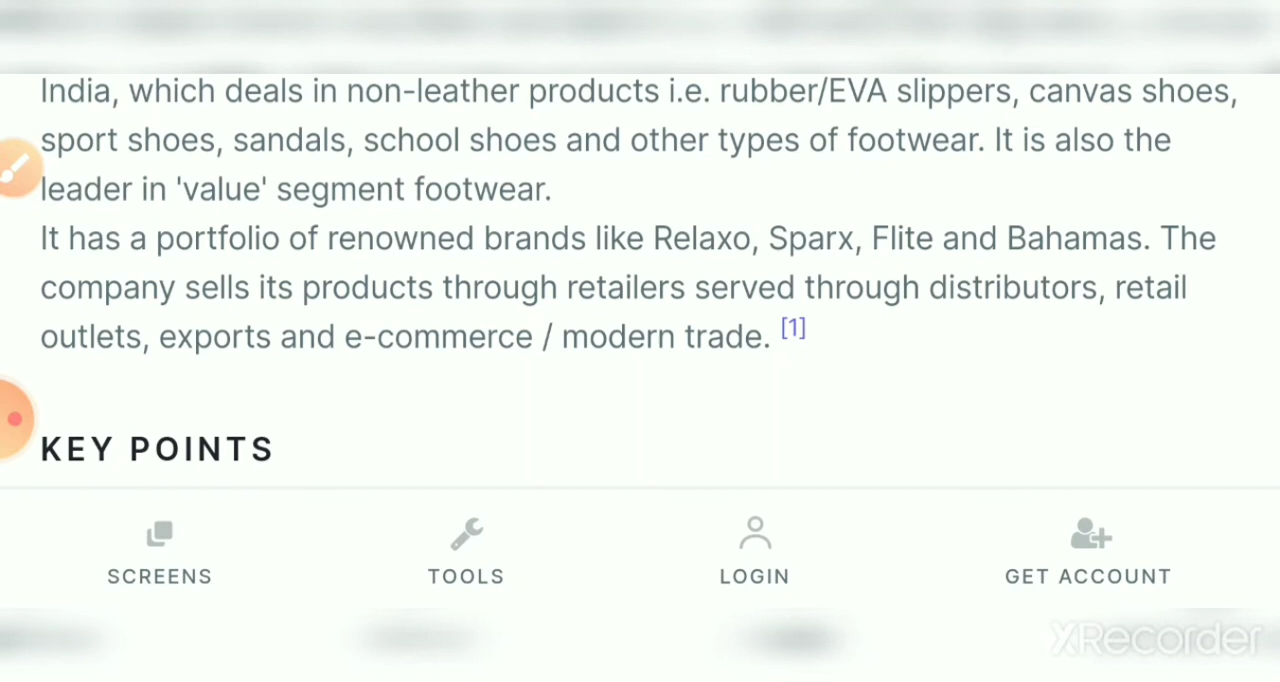 India, which deals in non-leather products i.e. rubber/EVA slippers, canvas shoes,
sport shoes, sandals, school shoes and other types of footwear. It is also the
leader in 'value' segment footwear.
It has a portfolio of renowned brands like Relaxo, Sparx, Flite and Bahamas. The
company sells its products through retailers served through distributors, retail
outlets, exports and e-commerce / modern trade. [1]
KEY POINTS
SCREENS TOOLS LOGIN GET ACCOUNT
XRecorder